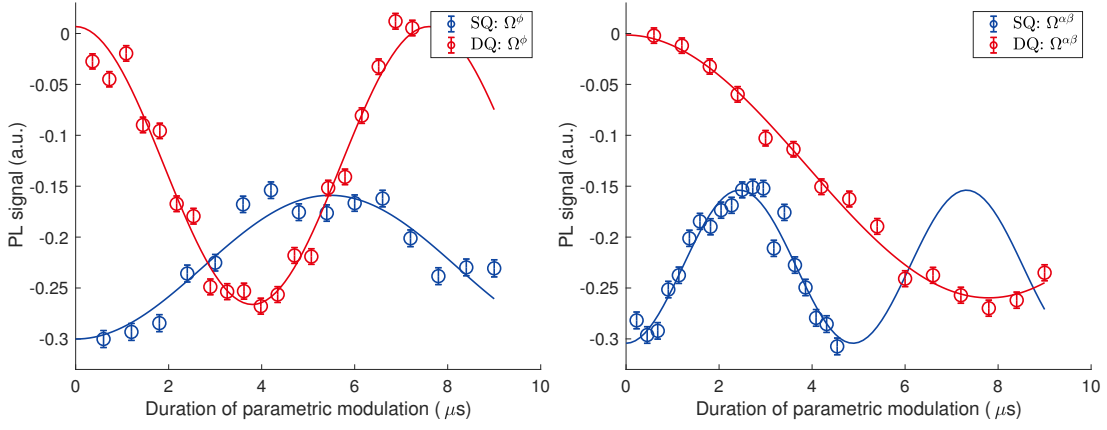 SQ: Ω^ϕ
DQ: Ω^ϕ
0
-0.05
-0.1
-0.15
-0.2
-0.25
-0.3
PL signal (a.u.)
0 2 4 6 8 10
Duration of parametric modulation ( μs)
SQ: Ω^αβ
DQ: Ω^αβ
0
-0.05
-0.1
-0.15
-0.2
-0.25
-0.3
PL signal (a.u.)
0 2 4 6 8 10
Duration of parametric modulation ( μs)